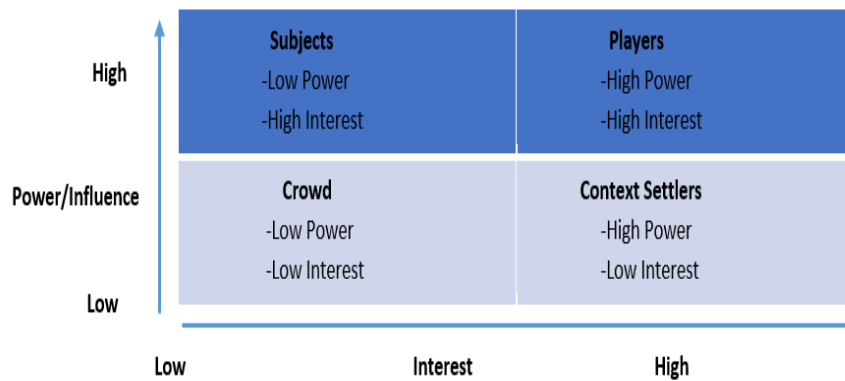 Subjects
-Low Power
-High Interest
Players
-High Power
-High Interest
High
Power/Influence
Crowd
-Low Power
-Low Interest
Context Settlers
-High Power
-Low Interest
Low
Low Interest High